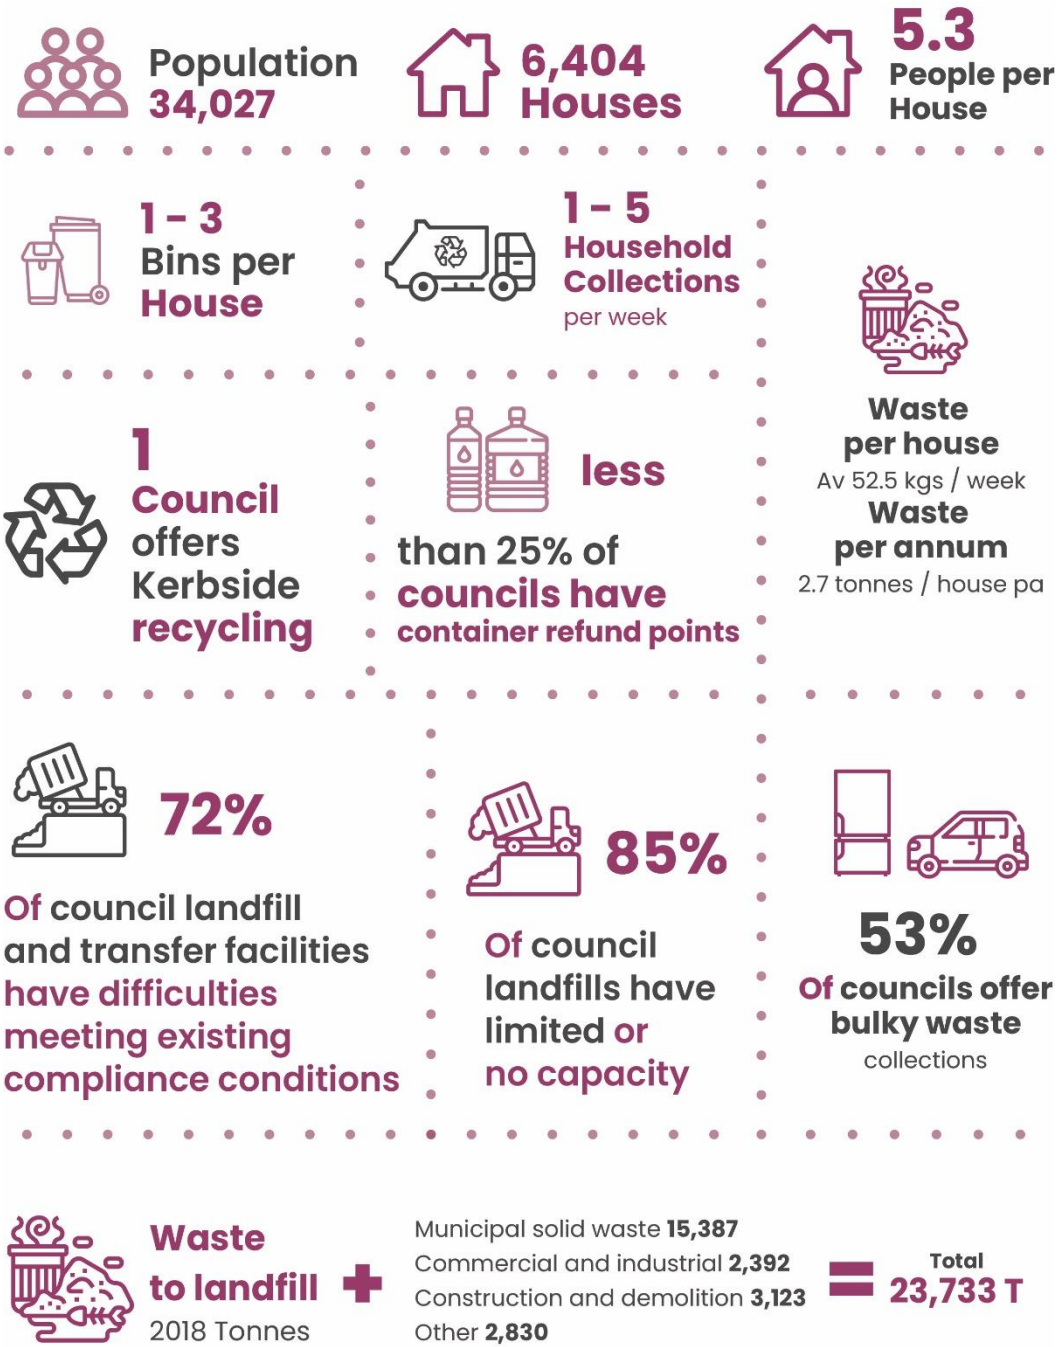 Population
34,027
6,404
Houses
5.3
People per
House
1 - 3
Bins per
House
1 - 5
Household
Collections
per week
Waste
per house
Av 52.5 kgs / week
Waste
per annum
2.7 tonnes / house pa
1
Council
offers
Kerbside
recycling
less
than 25% of
councils have
container refund points
72%
Of council landfill
and transfer facilities
have difficulties
meeting existing
compliance conditions
85%
Of council
landfills have
limited or
no capacity
53%
Of councils offer
bulky waste
collections
Waste
to landfill
2018 Tonnes
Municipal solid waste 15,387
Commercial and industrial 2,392
Construction and demolition 3,123
Other 2,830
Total
23,733 T